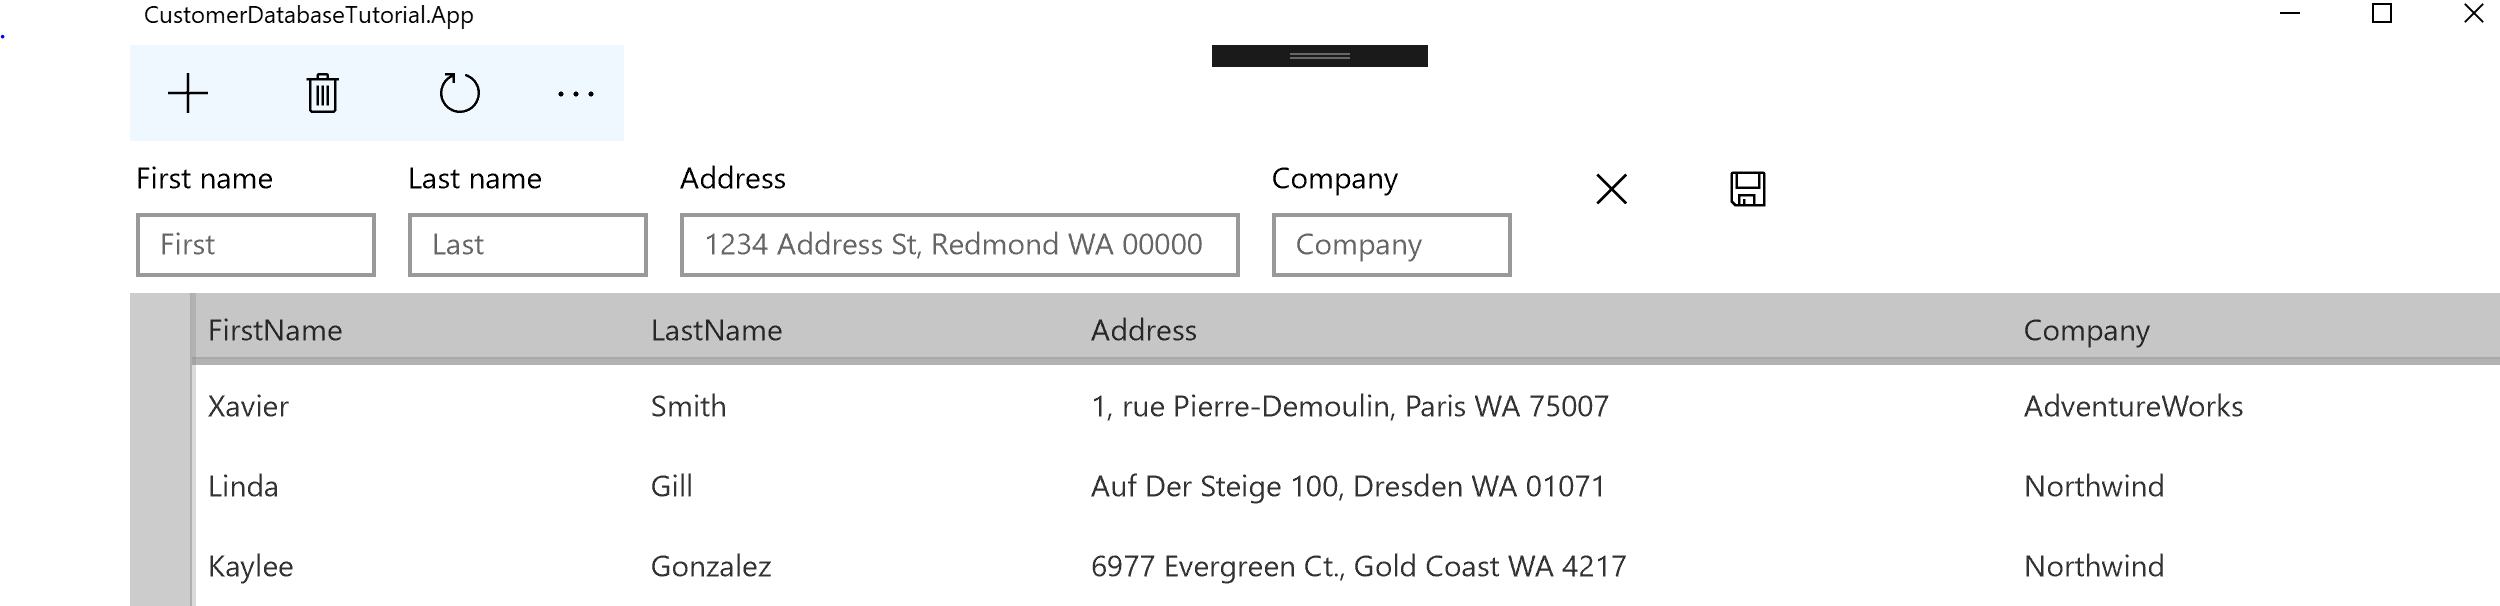 CustomerDatabaseTutorial.App
First name Last name Address Company
First Last 1234 Address St, Redmond WA 00000 Company
FirstName LastName Address Company
Xavier Smith 1, rue Pierre-Demoulin, Paris WA 75007 AdventureWorks
Linda Gill Auf Der Steige 100, Dresden WA 01071 Northwind
Kaylee Gonzalez 6977 Evergreen Ct., Gold Coast WA 4217 Northwind